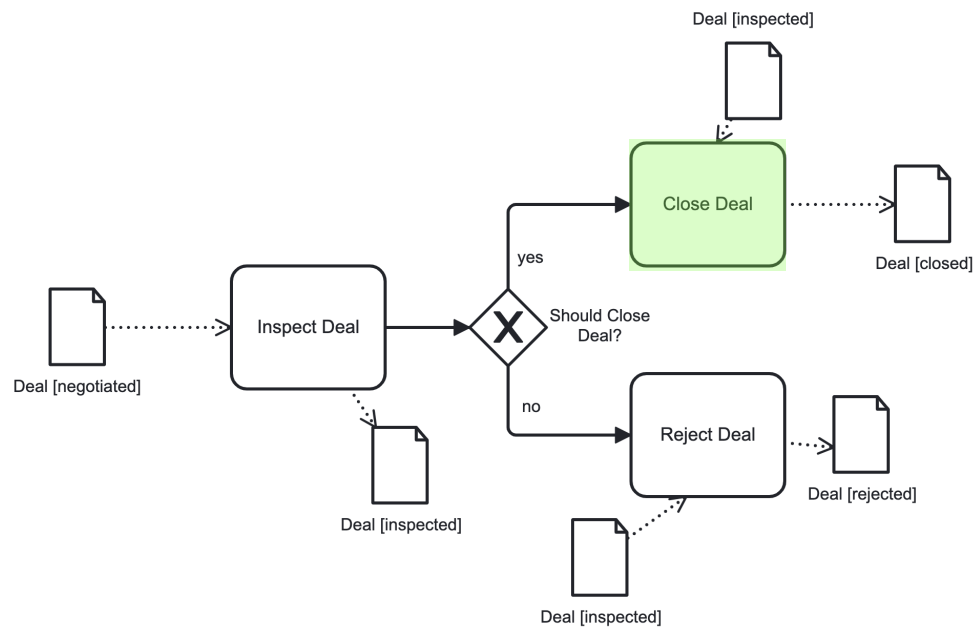 Deal [inspected]
Close Deal
Deal [closed]
yes
Inspect Deal
Should Close
Deal?
Deal [negotiated]
no
Reject Deal
Deal [rejected]
Deal [inspected]
Deal [inspected]